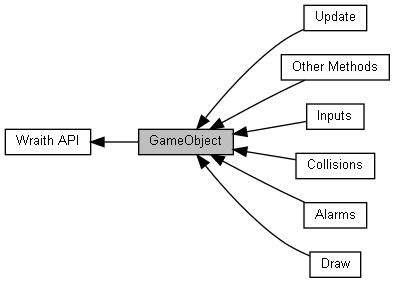 Update
Other Methods
Inputs
Wraith API
GameObject
Collisions
Alarms
Draw